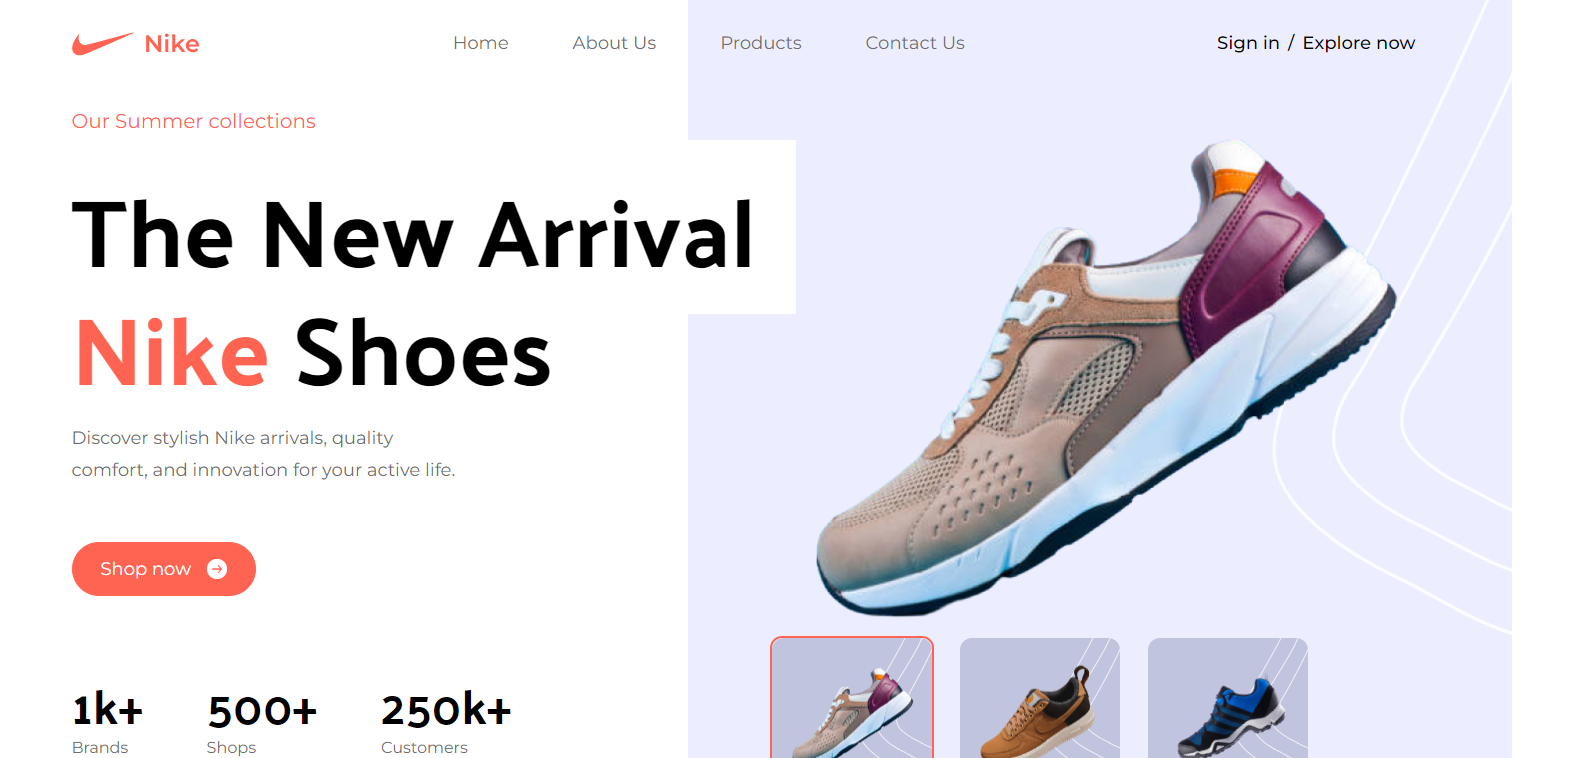 Nike
Home
About Us
Products
Contact Us
Sign in / Explore now
Our Summer collections
The New Arrival
Nike Shoes
Discover stylish Nike arrivals, quality
comfort, and innovation for your active life.
Shop now
1k+
500+
250k+
Brands
Shops
Customers